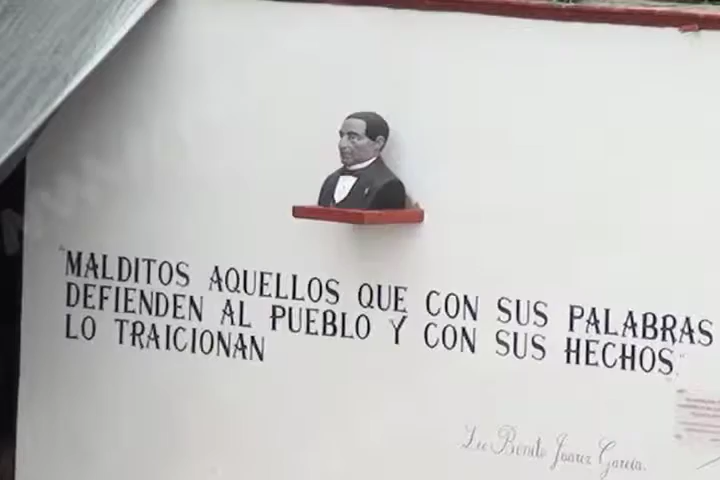 "MALDITOS AQUELLOS QUE CON SUS PALABRAS
DEFIENDEN AL PUEBLO Y CON SUS HECHOS"
LO TRAICIONAN
Lic Benito Juarez García.